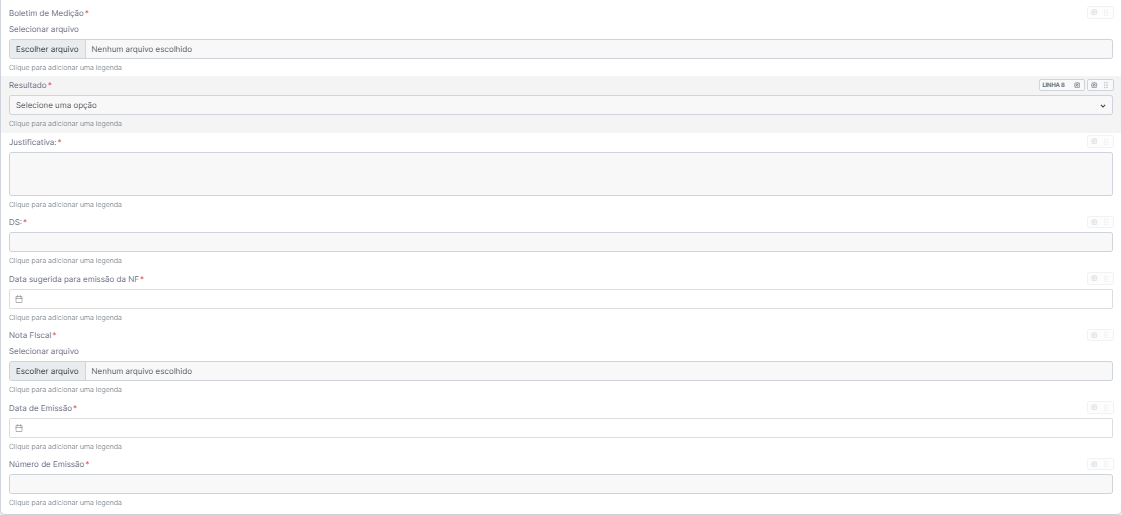 Boletim de Medição*
Selecionar arquivo
Escolher arquivo Nenhum arquivo escolhido
Clique para adicionar uma legenda
Resultado* LINHA 8
Selecione uma opção
Clique para adicionar uma legenda
Justificativa:*
Clique para adicionar uma legenda
DS:*
Clique para adicionar uma legenda
Data sugerida para emissão da NF*
Clique para adicionar uma legenda
Nota Fiscal*
Selecionar arquivo
Escolher arquivo Nenhum arquivo escolhido
Clique para adicionar uma legenda
Data de Emissão*
Clique para adicionar uma legenda
Número de Emissão*
Clique para adicionar uma legenda